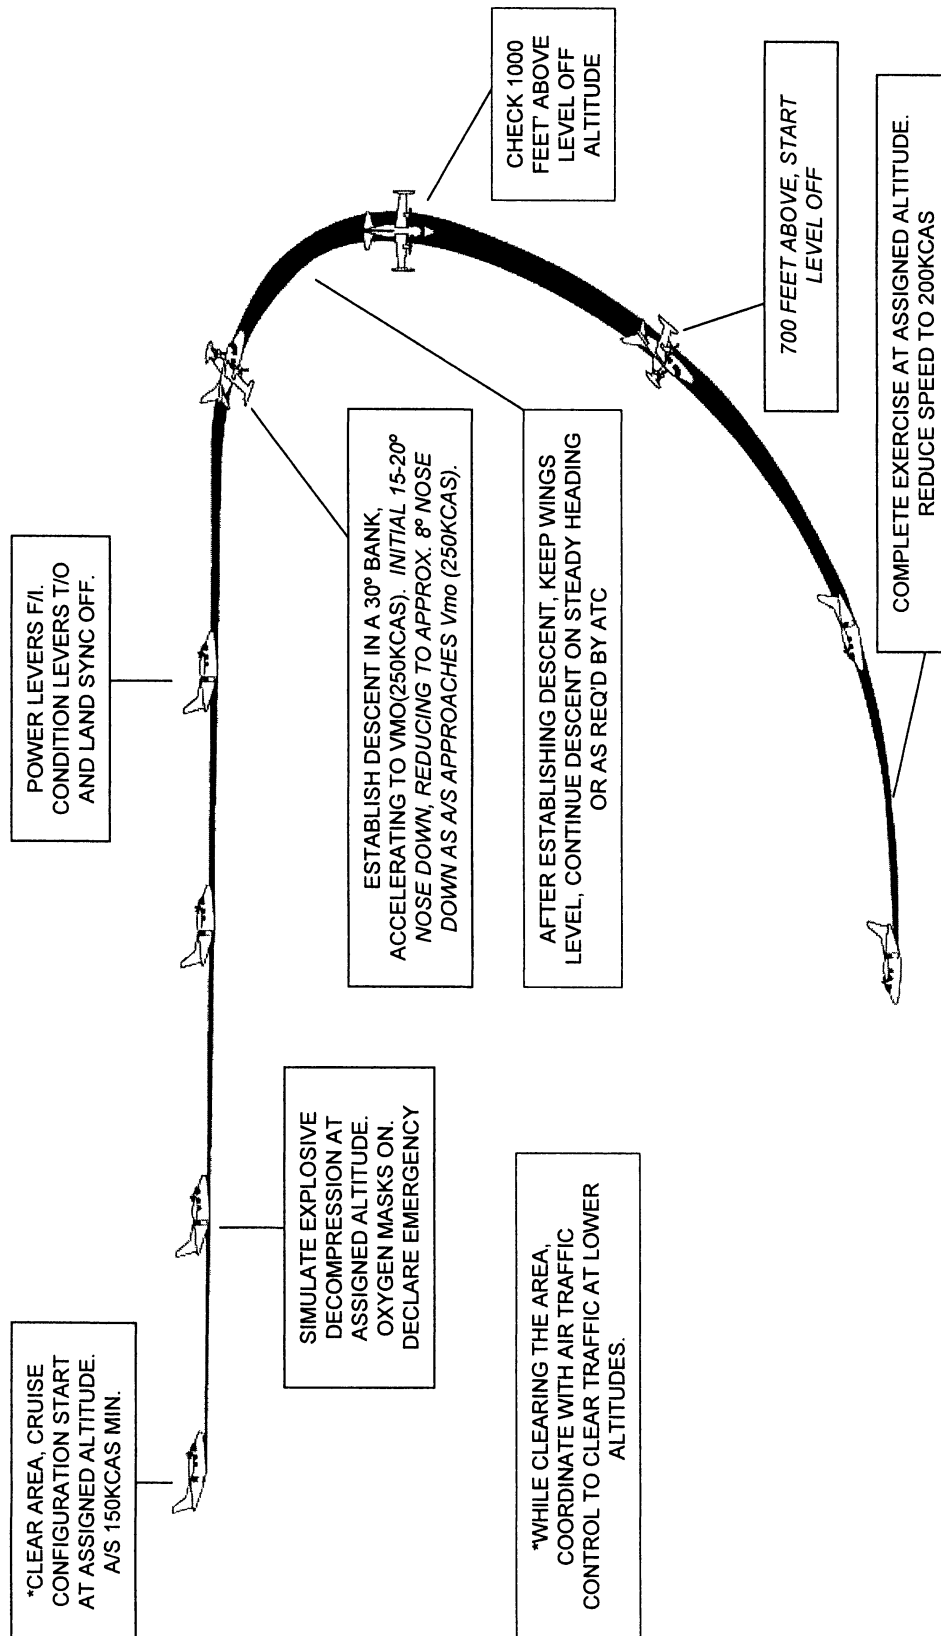 *CLEAR AREA, CRUISE
CONFIGURATION START
AT ASSIGNED ALTITUDE.
A/S 150KCAS MIN.
SIMULATE EXPLOSIVE
DECOMPRESSION AT
ASSIGNED ALTITUDE.
OXYGEN MASKS ON.
DECLARE EMERGENCY
POWER LEVERS F/I.
CONDITION LEVERS T/O
AND LAND SYNC OFF.
ESTABLISH DESCENT IN A 30º BANK,
ACCELERATING TO VMO(250KCAS). INITIAL 15-20º
NOSE DOWN, REDUCING TO APPROX. 8º NOSE
DOWN AS A/S APPROACHES Vmo (250KCAS).
AFTER ESTABLISHING DESCENT, KEEP WINGS
LEVEL, CONTINUE DESCENT ON STEADY HEADING
OR AS REQ'D BY ATC
CHECK 1000
FEET' ABOVE
LEVEL OFF
ALTITUDE
700 FEET ABOVE, START
LEVEL OFF
COMPLETE EXERCISE AT ASSIGNED ALTITUDE.
REDUCE SPEED TO 200KCAS
*WHILE CLEARING THE AREA,
COORDINATE WITH AIR TRAFFIC
CONTROL TO CLEAR TRAFFIC AT LOWER
ALTITUDES.